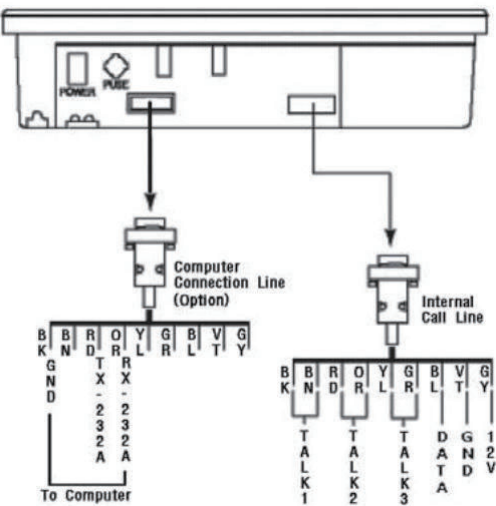 POWER
FUSE
Computer
Connection Line
(Option)
Internal
Call Line
BK BN RD OR YL GR BL VT GY
GND TX-232A RX-232A
To Computer
BK BN RD OR YL GR BL VT GY
TALK1 TALK2 TALK3 DATA GND 12V